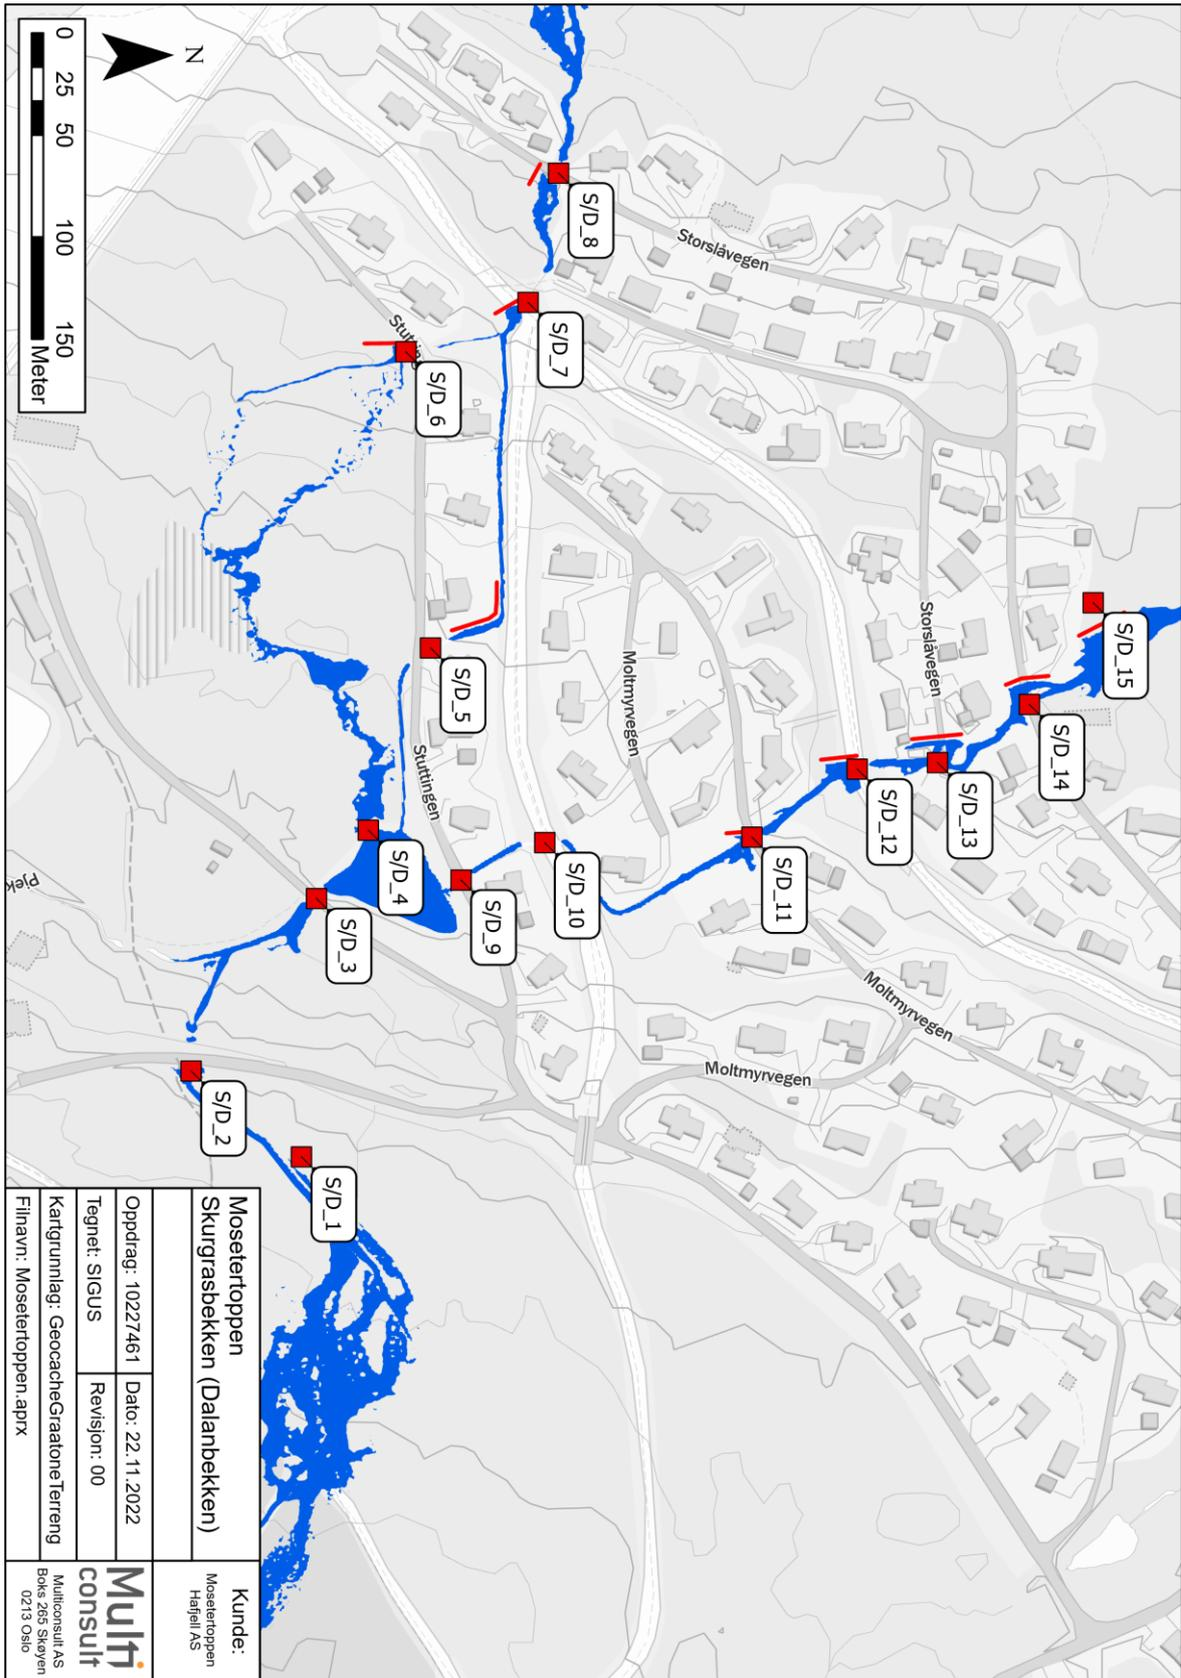 N
0 25 50 100 150
Meter
S/D_8
Storslåvegen
S/D_7
S/D_6
S/D_15
Storslåvegen
S/D_14
S/D_13
S/D_12
Moltmyrvegen
S/D_5
Stuttingen
S/D_11
S/D_10
S/D_9
S/D_4
S/D_3
Moltmyrvegen
Moltmyrvegen
S/D_2
S/D_1
Mosetertoppen
Skurgrasbekken (Dalanbekken)
Kunde:
Mosetertoppen
Hafjell AS
Oppdrag: 10227461
Dato: 22.11.2022
Tegnet: SIGUS
Revisjon: 00
Kartgrunnlag: GeocacheGraatoneTerreng
Filnavn: Mosetertoppen.aprx
Multi
consult
Multiconsult AS
Boks 265 Skøyen
0213 Oslo